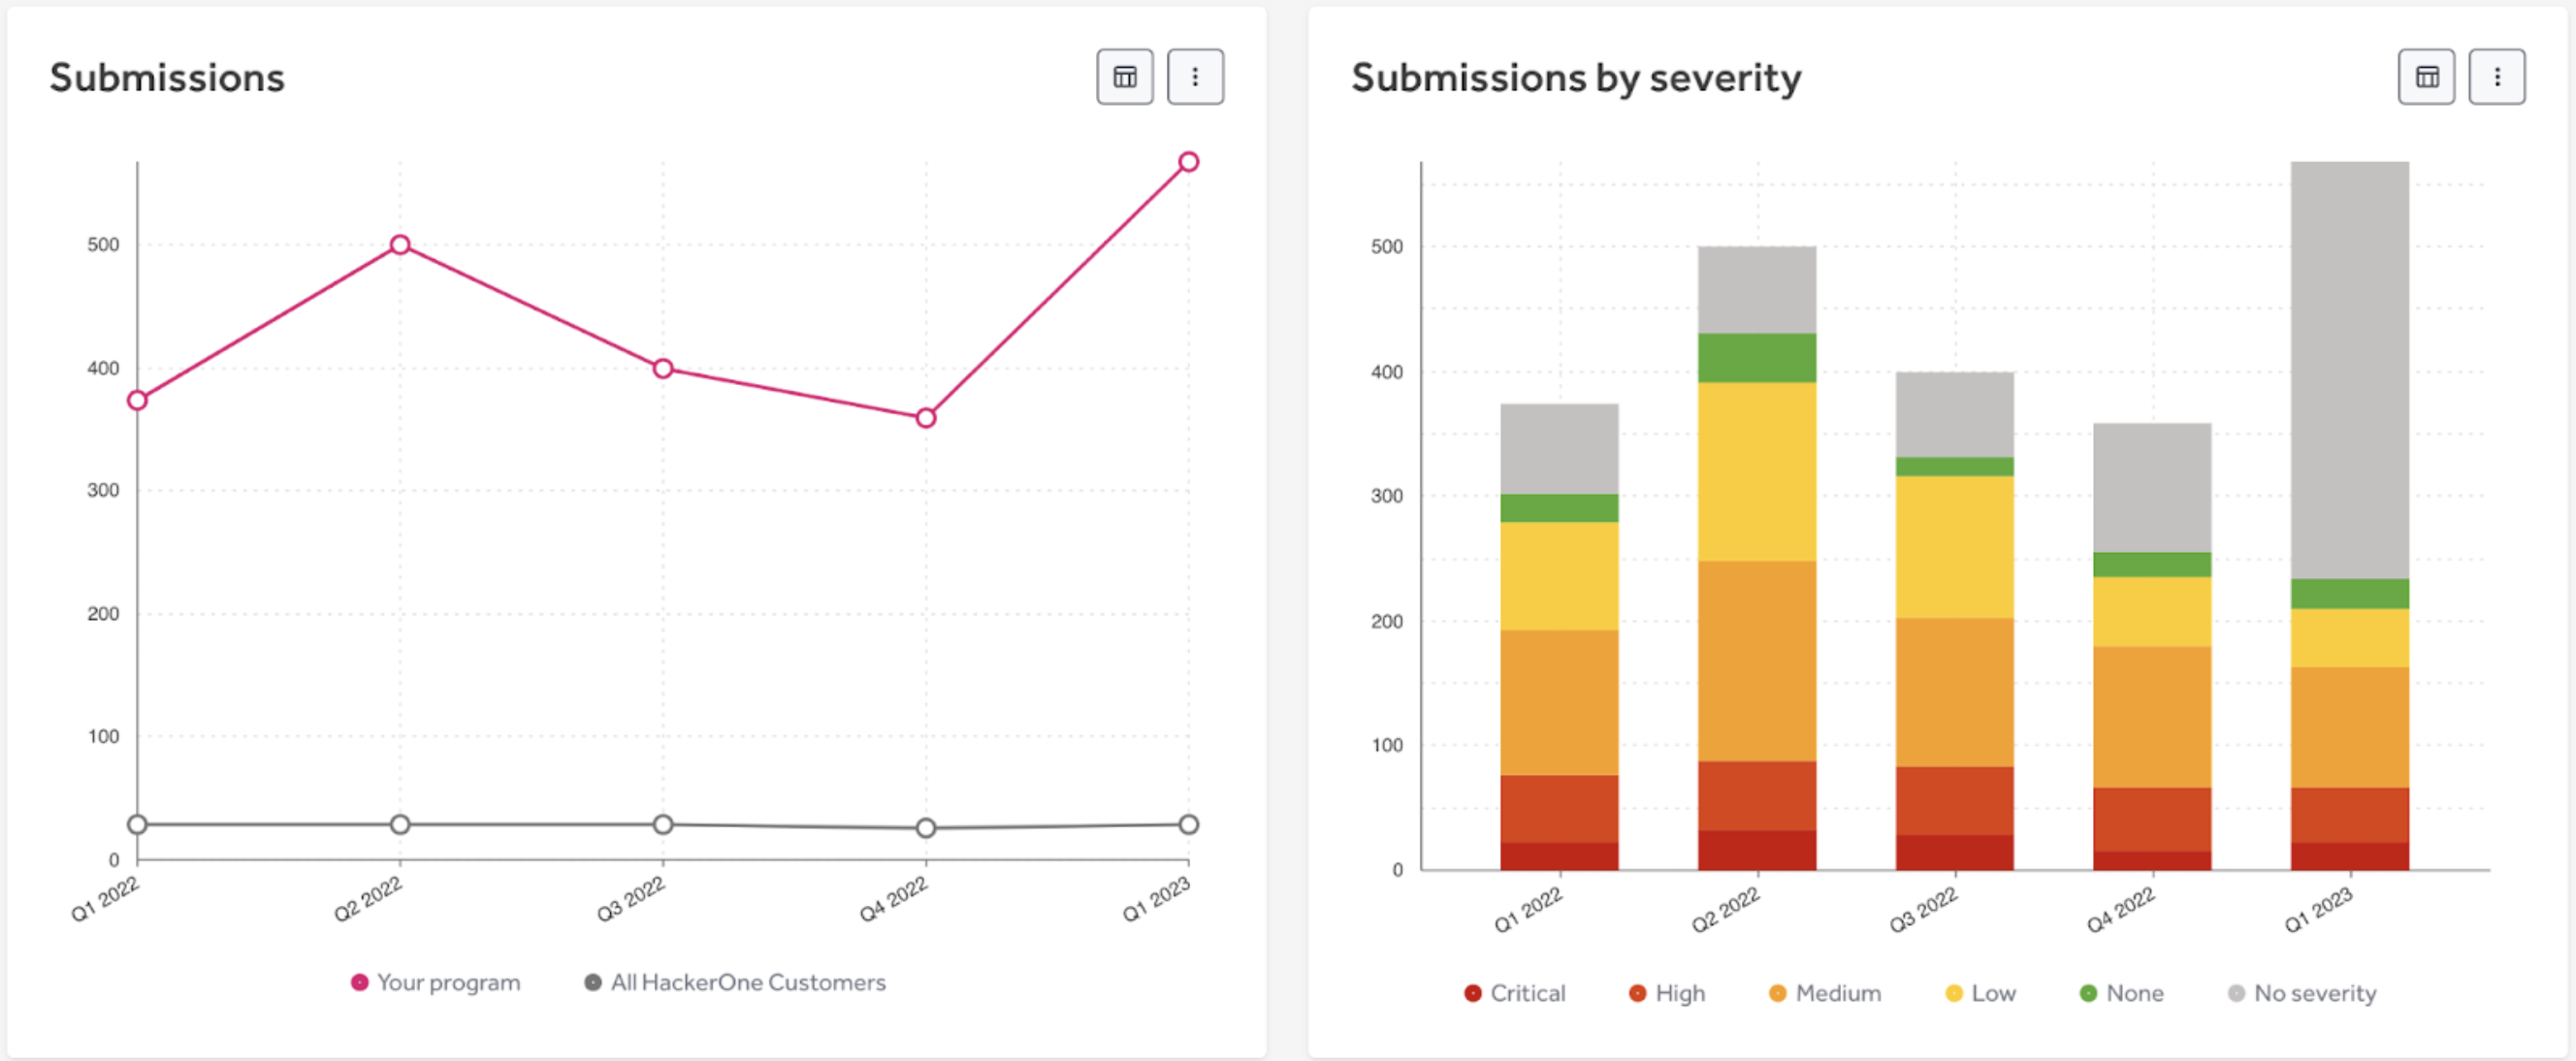 Submissions
500
400
300
200
100
0
Q1 2022
Q2 2022
Q3 2022
Q4 2022
Q1 2023
Your program
All HackerOne Customers
Submissions by severity
500
400
300
200
100
0
Q1 2022
Q2 2022
Q3 2022
Q4 2022
Q1 2023
Critical
High
Medium
Low
None
No severity